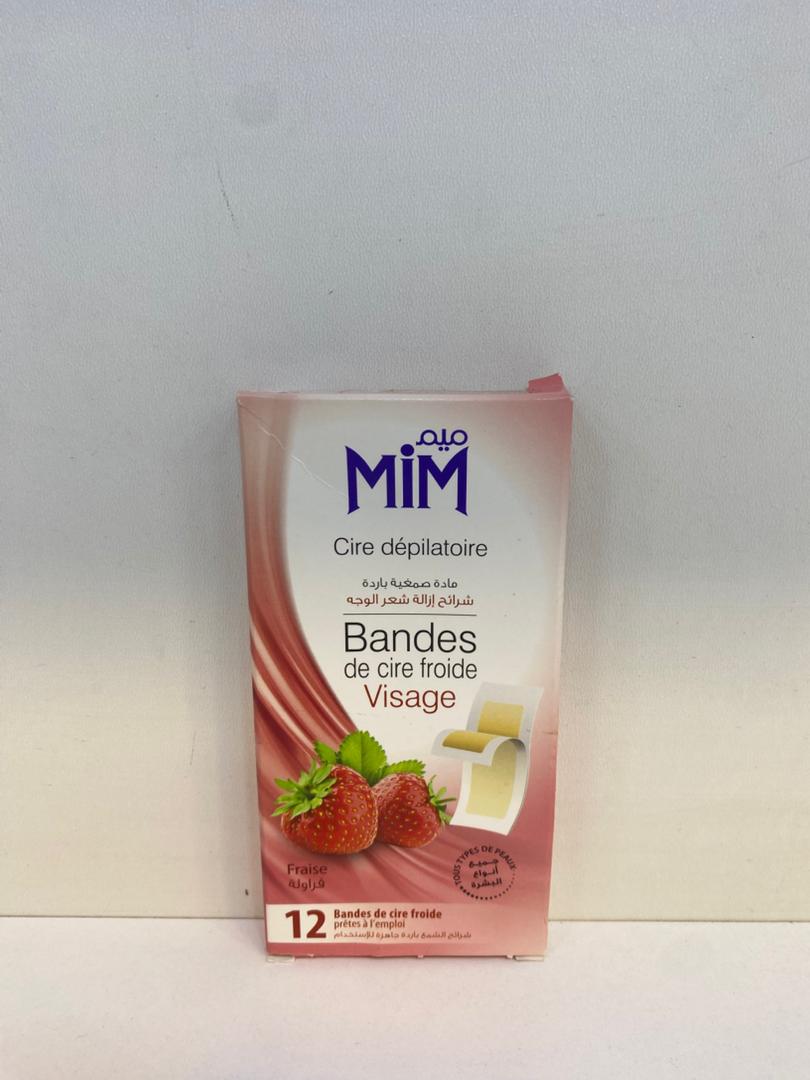 ميم
MiM
Cire dépilatoire
مادة صمغية باردة
شرائح إزالة شعر الوجه
Bandes
de cire froide
Visage
Fraise
فراولة
TOUS TYPES DE PEAUX
جميع
أنواع
البشرة
12 Bandes de cire froide
prêtes à l'emploi
شرائح الشمع باردة جاهزة للإستخدام